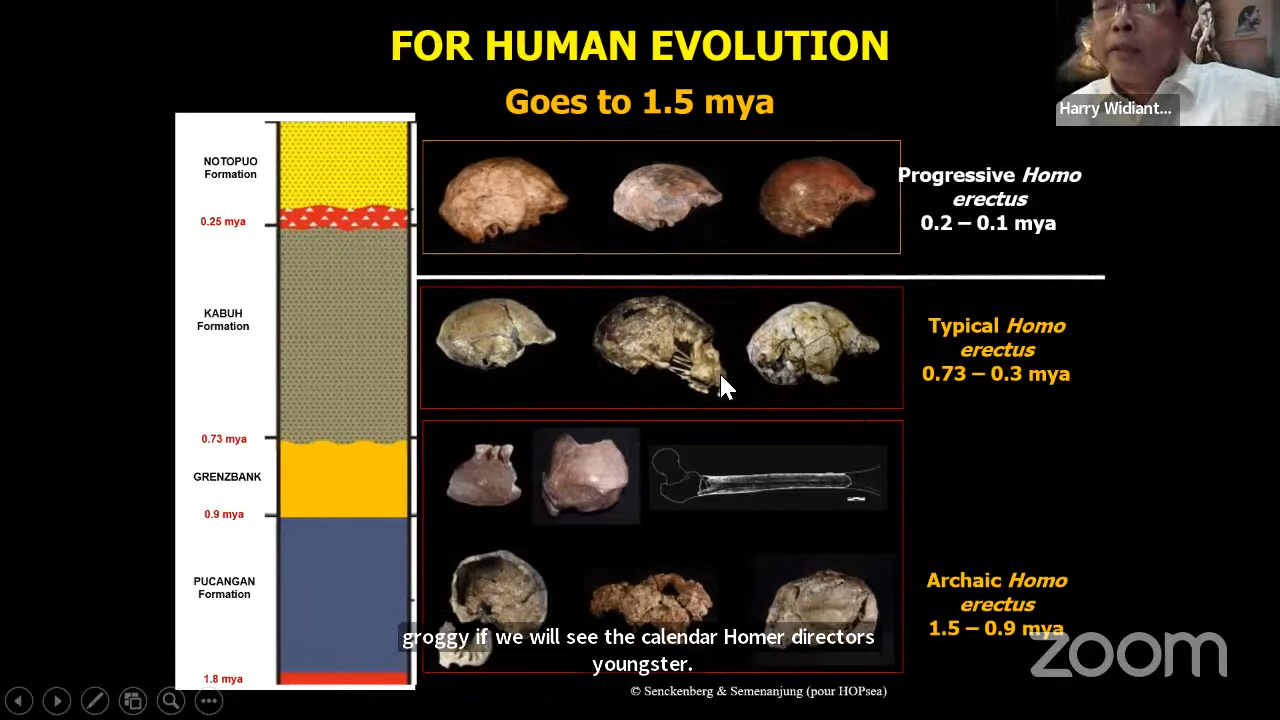 FOR HUMAN EVOLUTION
Goes to 1.5 mya
Harry Widiant...
NOTOPUO
Formation
0.25 mya
KABUH
Formation
0.73 mya
GRENZBANK
0.9 mya
PUCANGAN
Formation
1.8 mya
Progressive Homo
erectus
0.2 – 0.1 mya
Typical Homo
erectus
0.73 – 0.3 mya
Archaic Homo
erectus
1.5 – 0.9 mya
groggy if we will see the calendar Homer directors
youngster.
zoom
© Senckenberg & Semenanjung (pour HOPsea)